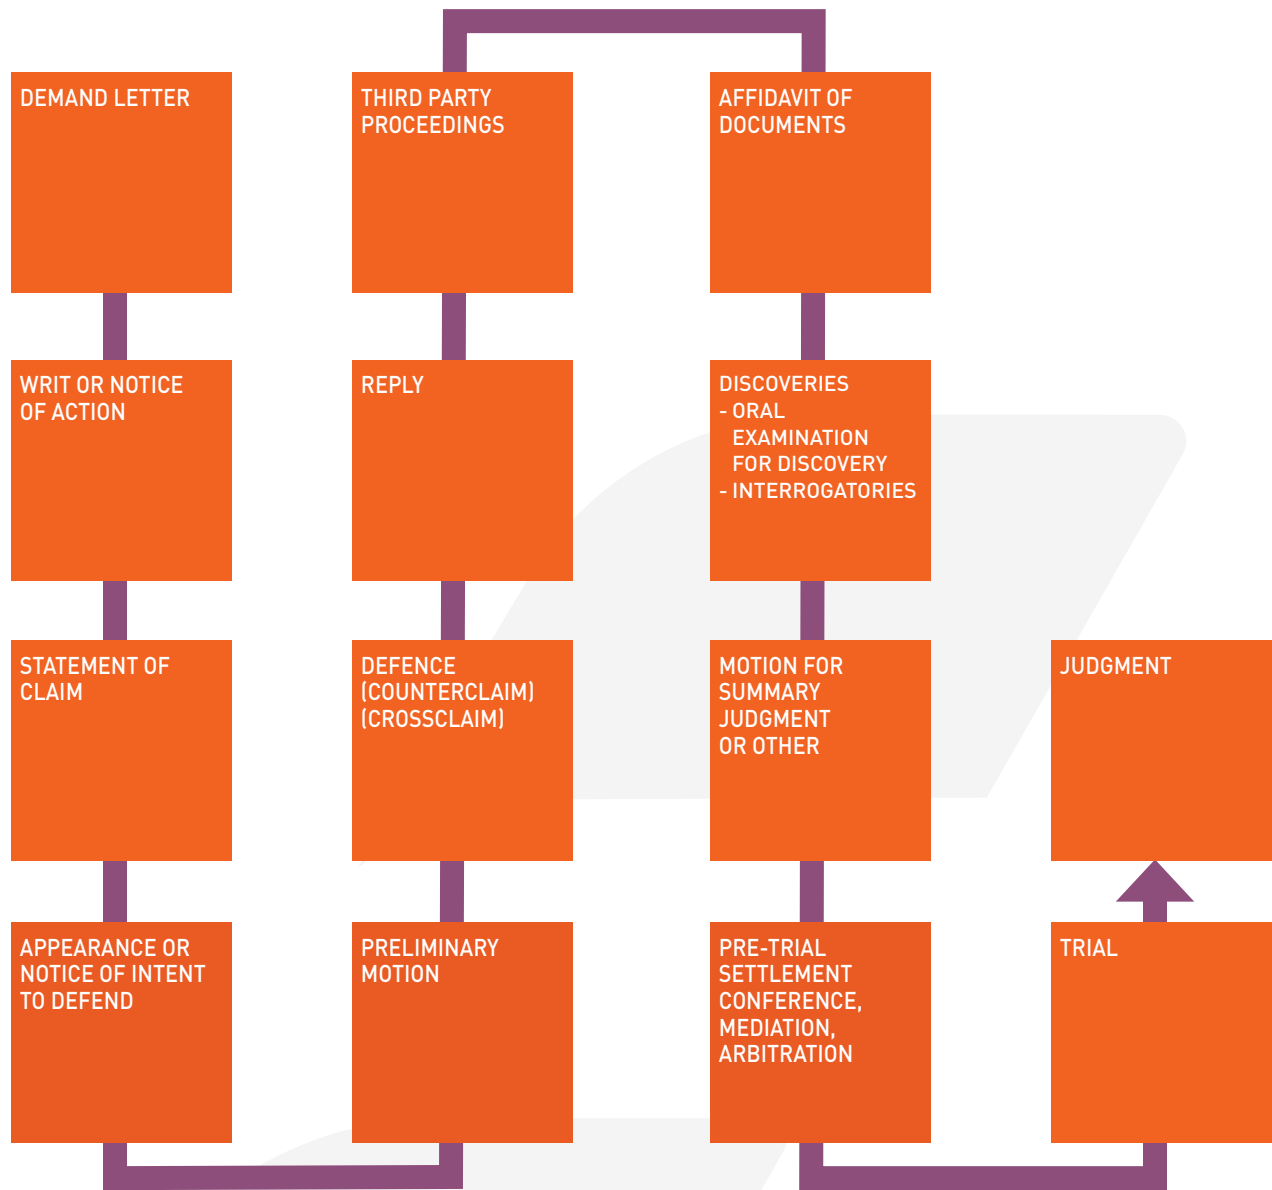 DEMAND LETTER
WRIT OR NOTICE
OF ACTION
STATEMENT OF
CLAIM
APPEARANCE OR
NOTICE OF INTENT
TO DEFEND
PRELIMINARY
MOTION
DEFENCE
(COUNTERCLAIM)
(CROSSCLAIM)
REPLY
THIRD PARTY
PROCEEDINGS
AFFIDAVIT OF
DOCUMENTS
DISCOVERIES
- ORAL
EXAMINATION
FOR DISCOVERY
- INTERROGATORIES
MOTION FOR
SUMMARY
JUDGMENT
OR OTHER
PRE-TRIAL
SETTLEMENT
CONFERENCE,
MEDIATION,
ARBITRATION
TRIAL
JUDGMENT